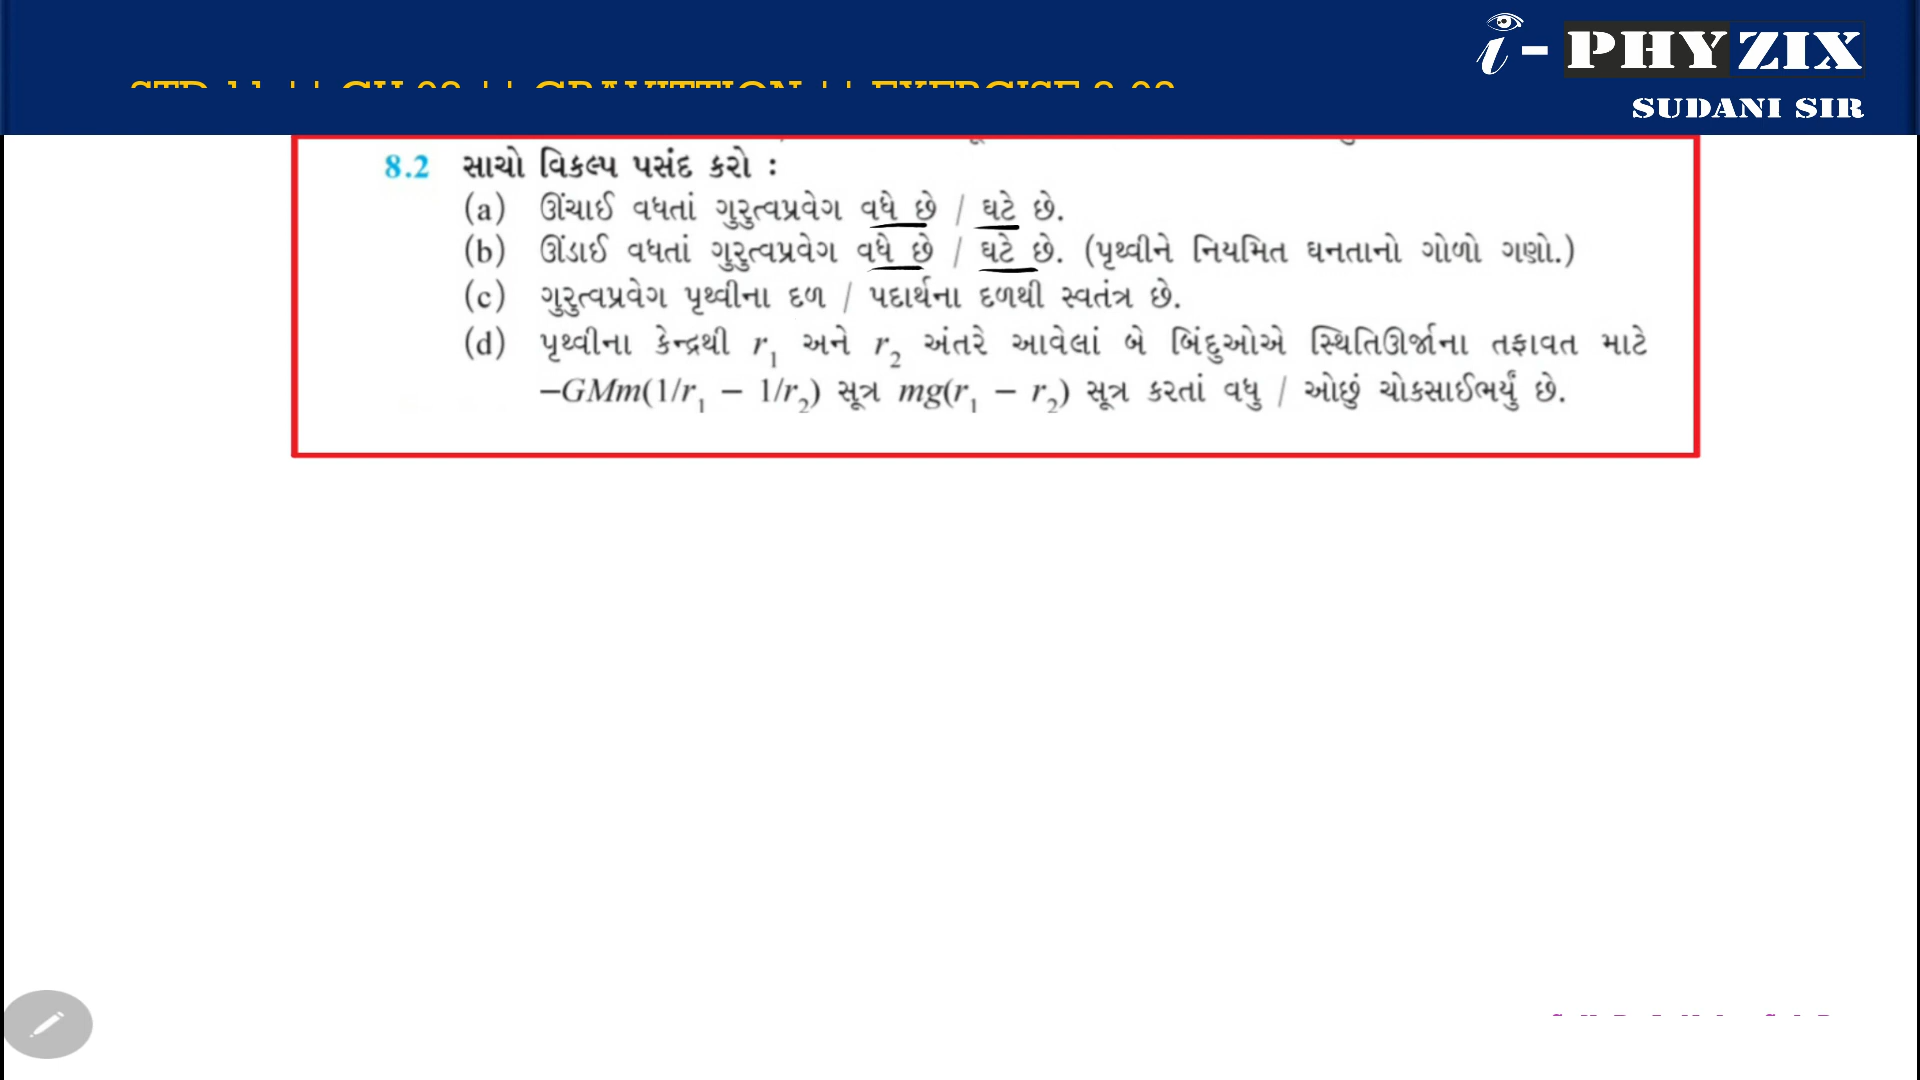 i - PHYZIX
SUDANI SIR
8.2 સાચો વિકલ્પ પસંદ કરો :
(a) ઊંચાઈ વધતાં ગુરુત્વપ્રવેગ વધે છે / ઘટે છે.
(b) ઊંડાઈ વધતાં ગુરુત્વપ્રવેગ વધે છે / ઘટે છે. (પૃથ્વીને નિયમિત ઘનતાનો ગોળો ગણો.)
(c) ગુરુત્વપ્રવેગ પૃથ્વીના દળ / પદાર્થના દળથી સ્વતંત્ર છે.
(d) પૃથ્વીના કેન્દ્રથી r₁ અને r₂ અંતરે આવેલાં બે બિંદુઓએ સ્થિતિઊર્જાના તફાવત માટે
–GMm(1/r₁ – 1/r₂) સૂત્ર mg(r₁ – r₂) સૂત્ર કરતાં વધુ / ઓછું ચોકસાઈભર્યું છે.